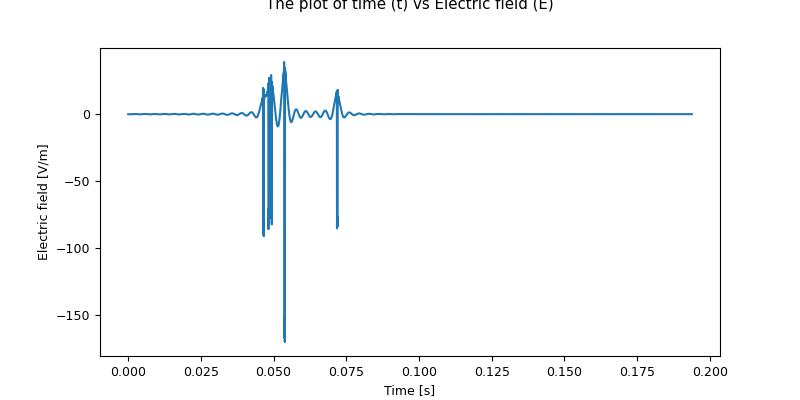 The plot of time (t) vs Electric field (E)
0
−50
−100
−150
Electric field [V/m]
0.000 0.025 0.050 0.075 0.100 0.125 0.150 0.175 0.200
Time [s]